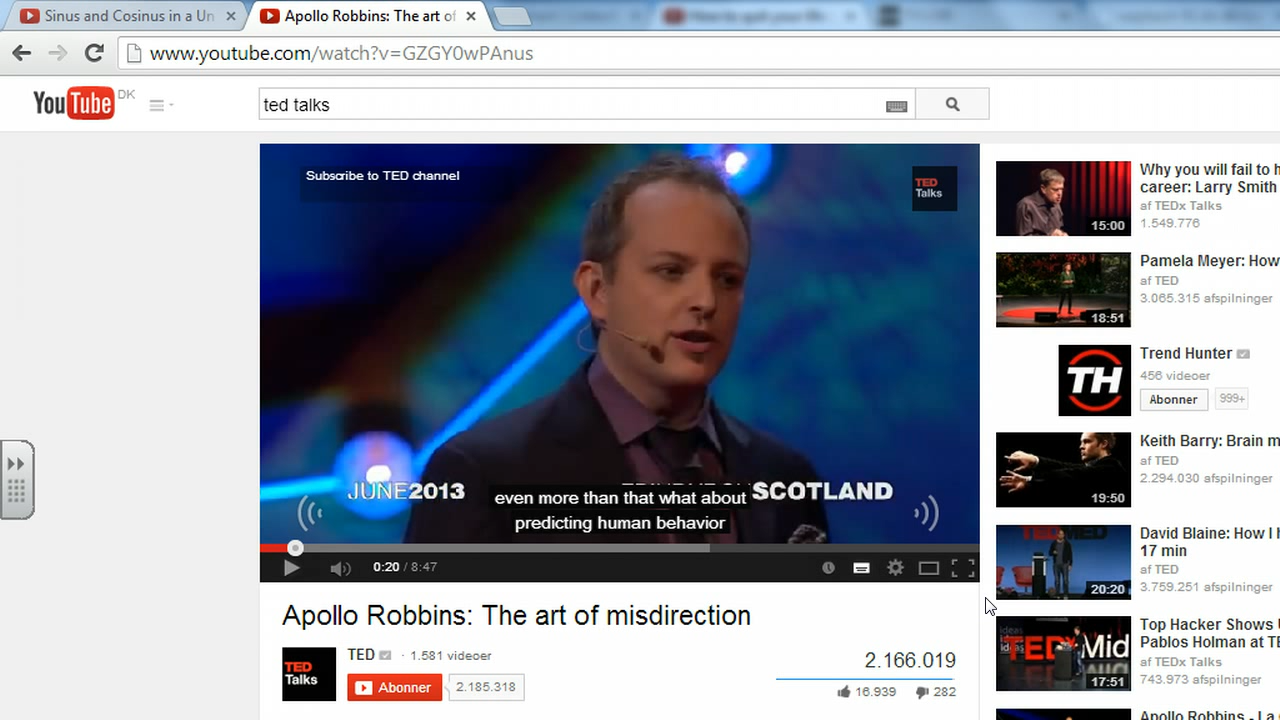 Sinus and Cosinus in a Un
Apollo Robbins: The art of
www.youtube.com/watch?v=GZGY0wPAnus
YouTube DK
ted talks
Subscribe to TED channel
TED
Talks
JUNE2013
SCOTLAND
even more than that what about
predicting human behavior
0:20 / 8:47
Apollo Robbins: The art of misdirection
TED
Talks
TED · 1.581 videoer
Abonner 2.185.318
2.166.019
16.939 282
Why you will fail to h
career: Larry Smith
af TEDx Talks
1.549.776
15:00
Pamela Meyer: How
af TED
3.065.315 afspilninger
18:51
TH
Trend Hunter
456 videoer
Abonner 999+
Keith Barry: Brain m
af TED
2.294.030 afspilninger
19:50
David Blaine: How I h
17 min
af TED
3.759.251 afspilninger
20:20
Top Hacker Shows U
Pablos Holman at TE
af TEDx Talks
743.973 afspilninger
TEDxMid
17:51
Apollo Robbins - La